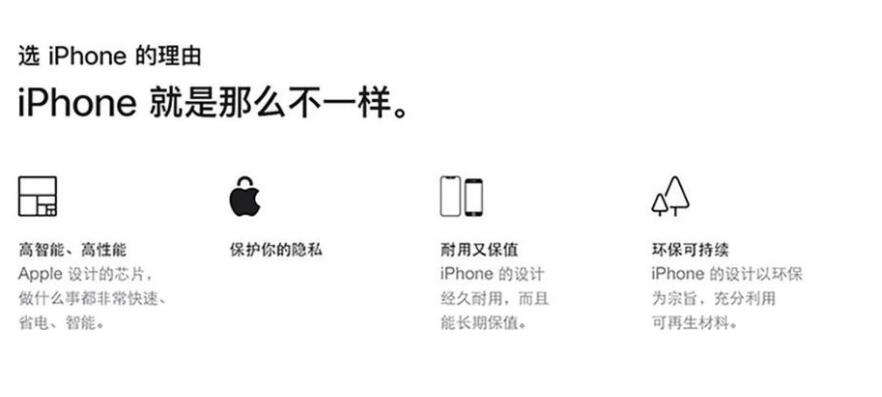 选 iPhone 的理由
iPhone 就是那么不一样。
高智能、高性能
Apple 设计的芯片，
做什么事都非常快速、
省电、智能。
保护你的隐私
耐用又保值
iPhone 的设计
经久耐用，而且
能长期保值。
环保可持续
iPhone 的设计以环保
为宗旨，充分利用
可再生材料。